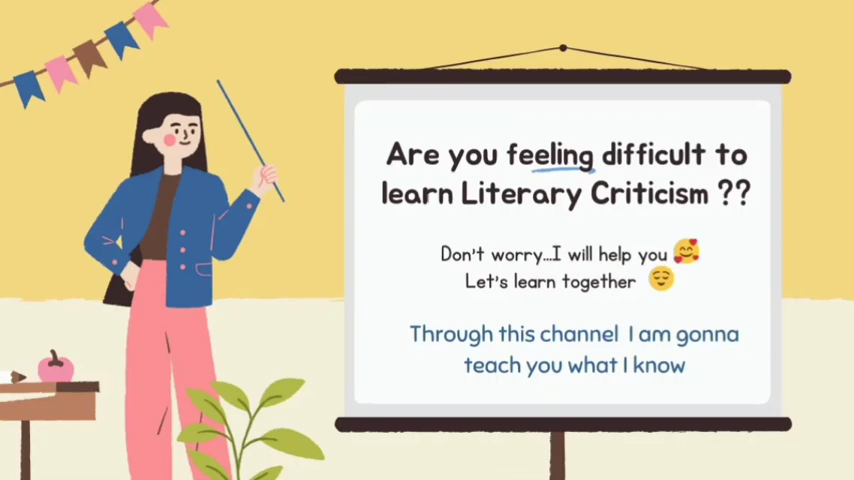 Are you feeling difficult to
learn Literary Criticism ??
Don't worry...I will help you 🥰
Let's learn together 😌
Through this channel I am gonna
teach you what I know